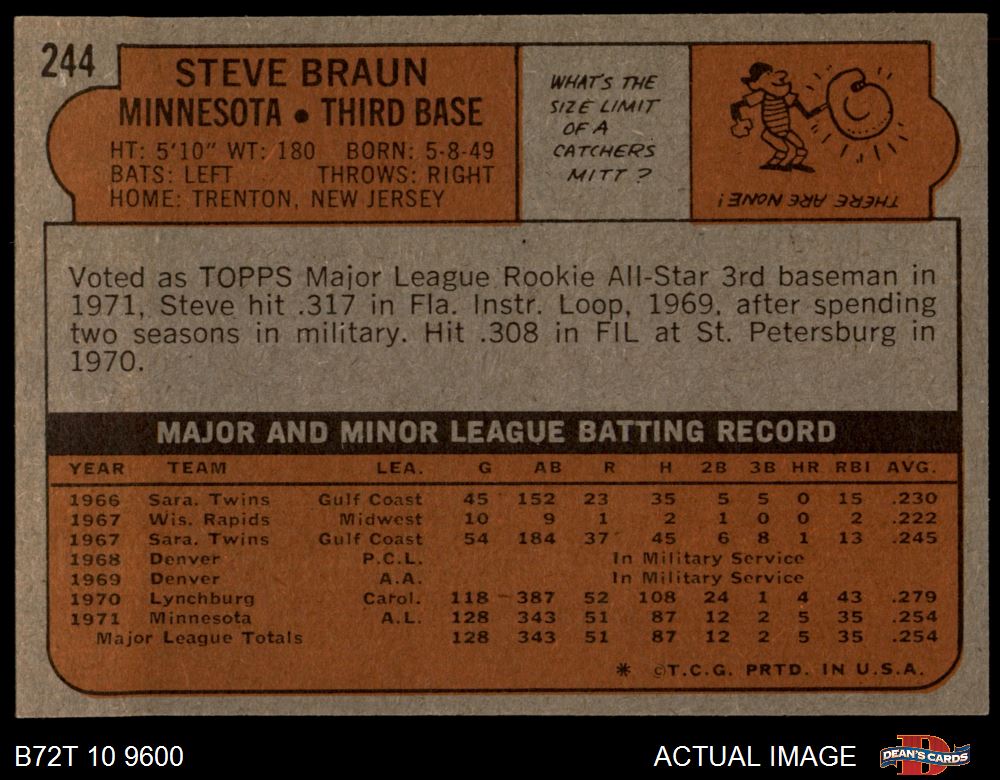 244
STEVE BRAUN
MINNESOTA • THIRD BASE
HT: 5'10" WT: 180 BORN: 5-8-49
BATS: LEFT THROWS: RIGHT
HOME: TRENTON, NEW JERSEY
WHAT'S THE
SIZE LIMIT
OF A
CATCHERS
MITT?
THERE ARE NONE!
Voted as TOPPS Major League Rookie All-Star 3rd baseman in
1971, Steve hit .317 in Fla. Instr. Loop, 1969, after spending
two seasons in military. Hit .308 in FIL at St. Petersburg in
1970.
MAJOR AND MINOR LEAGUE BATTING RECORD
YEAR TEAM LEA. G AB R H 2B 3B HR RBI AVG.
1966 Sara. Twins Gulf Coast 45 152 23 35 5 5 0 15 .230
1967 Wis. Rapids Midwest 10 9 1 2 1 0 0 2 .222
1967 Sara. Twins Gulf Coast 54 184 37 45 6 8 1 13 .245
1968 Denver P.C.L. In Military Service
1969 Denver A.A. In Military Service
1970 Lynchburg Carol. 118 387 52 108 24 1 4 43 .279
1971 Minnesota A.L. 128 343 51 87 12 2 5 35 .254
Major League Totals 128 343 51 87 12 2 5 35 .254
* ©T.C.G. PRTD. IN U.S.A.
B72T 10 9600
ACTUAL IMAGE
D
DEAN'S CARDS